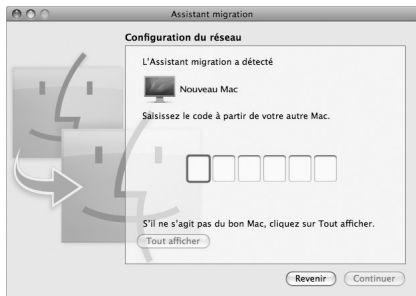 Assistant migration
Configuration du réseau
L'Assistant migration a détecté
Nouveau Mac
Saisissez le code à partir de votre autre Mac.
S'il ne s'agit pas du bon Mac, cliquez sur Tout afficher.
Tout afficher
Revenir
Continuer